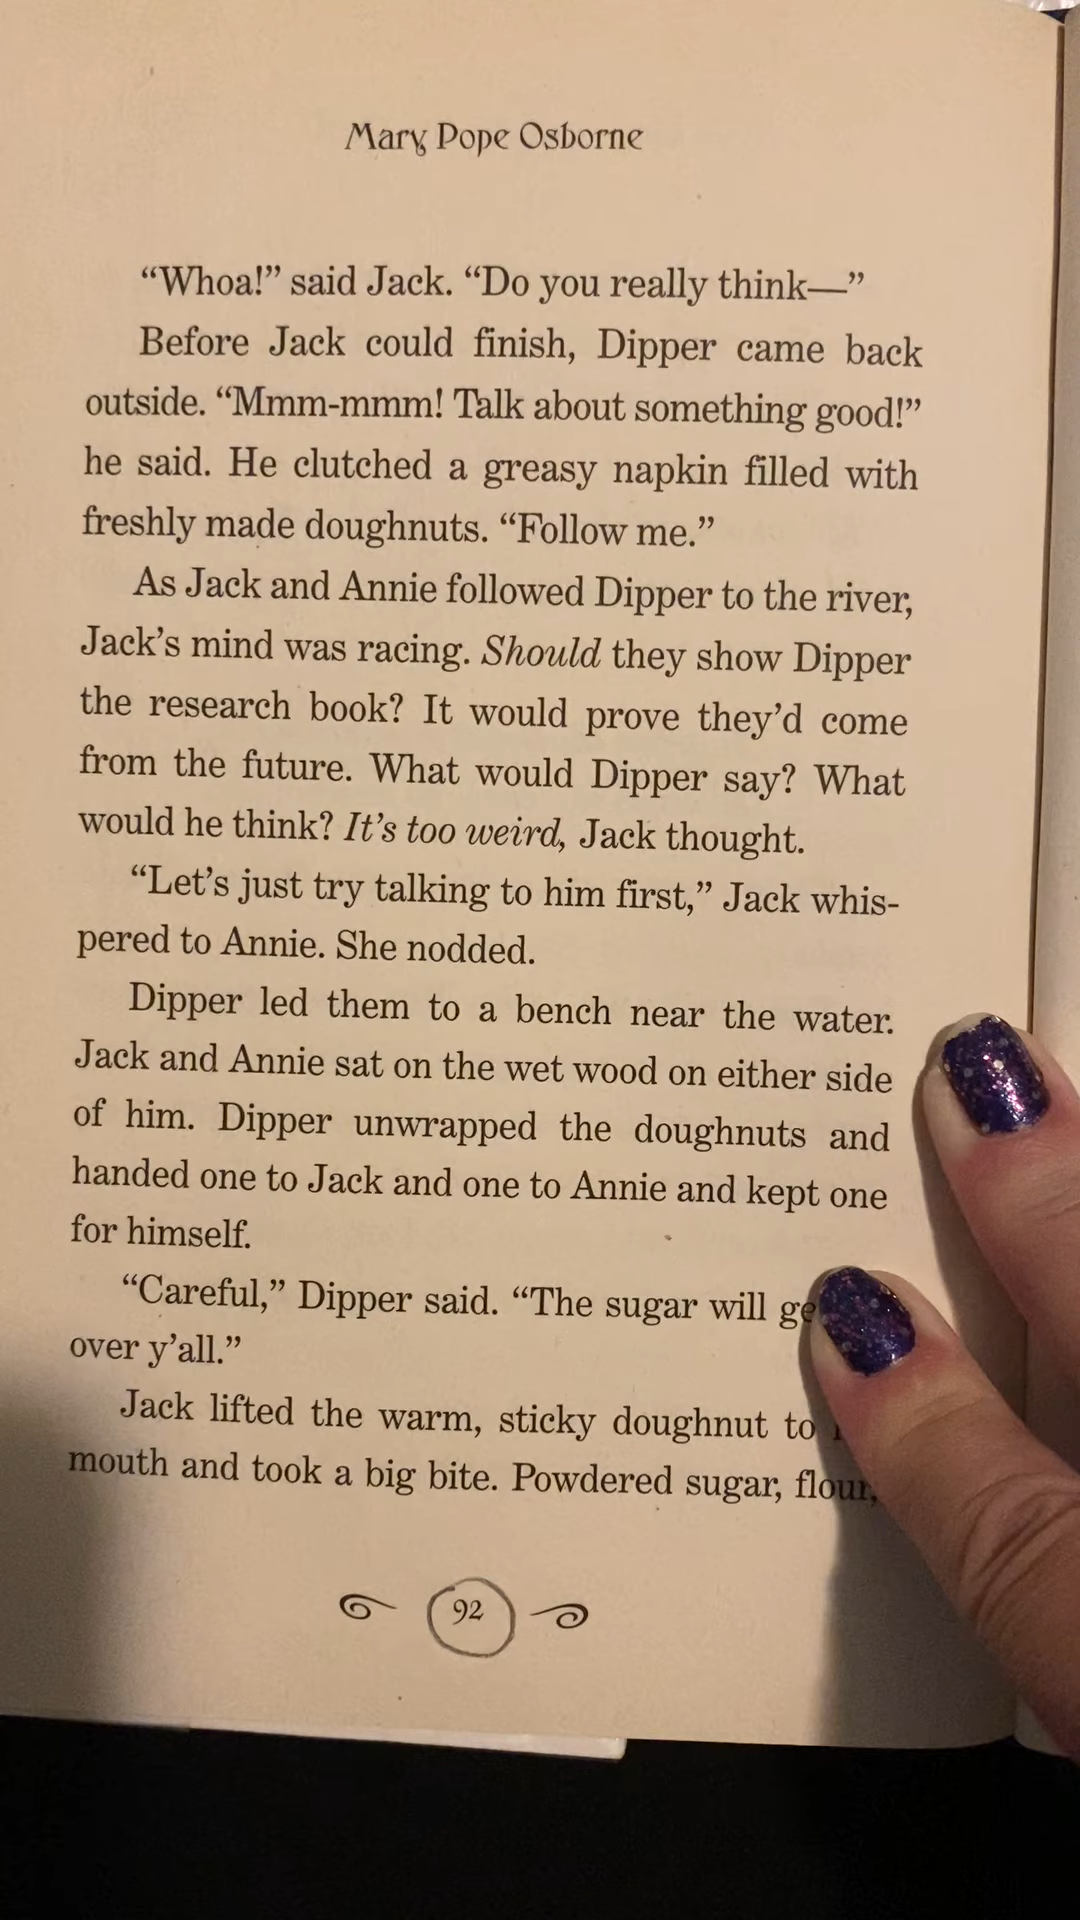 Mary Pope Osborne
“Whoa!” said Jack. “Do you really think—”
Before Jack could finish, Dipper came back
outside. “Mmm-mmm! Talk about something good!”
he said. He clutched a greasy napkin filled with
freshly made doughnuts. “Follow me.”
As Jack and Annie followed Dipper to the river,
Jack’s mind was racing. Should they show Dipper
the research book? It would prove they’d come
from the future. What would Dipper say? What
would he think? It’s too weird, Jack thought.
“Let’s just try talking to him first,” Jack whis-
pered to Annie. She nodded.
Dipper led them to a bench near the water.
Jack and Annie sat on the wet wood on either side
of him. Dipper unwrapped the doughnuts and
handed one to Jack and one to Annie and kept one
for himself.
“Careful,” Dipper said. “The sugar will
over y’all.”
Jack lifted the warm, sticky doughnut to
mouth and took a big bite. Powdered sugar, flour,
92